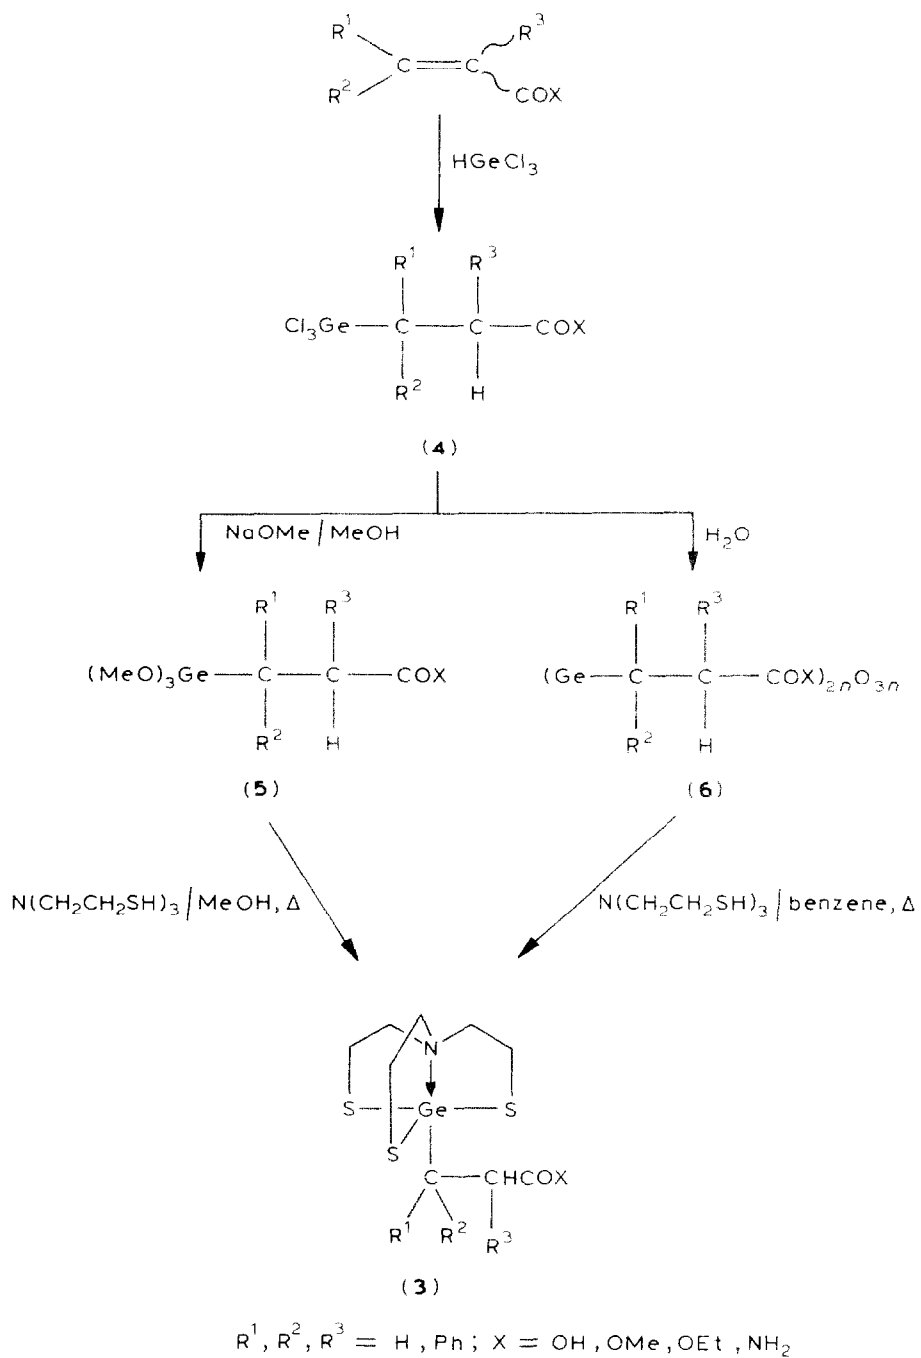 R¹ R³
C=C
R² COX
HGeCl₃
R¹ R³
Cl₃Ge—C—C—COX
R² H
(4)
NaOMe/MeOH H₂O
R¹ R³ R¹ R³
(MeO)₃Ge—C—C—COX (Ge—C—C—COX)₂ₙO₃ₙ
R² H R² H
(5) (6)
N(CH₂CH₂SH)₃/MeOH, Δ N(CH₂CH₂SH)₃/benzene, Δ
N
S—Ge—S
S
C—CHCOX
R¹ R² R³
(3)
R¹, R², R³ = H, Ph; X = OH, OMe, OEt, NH₂